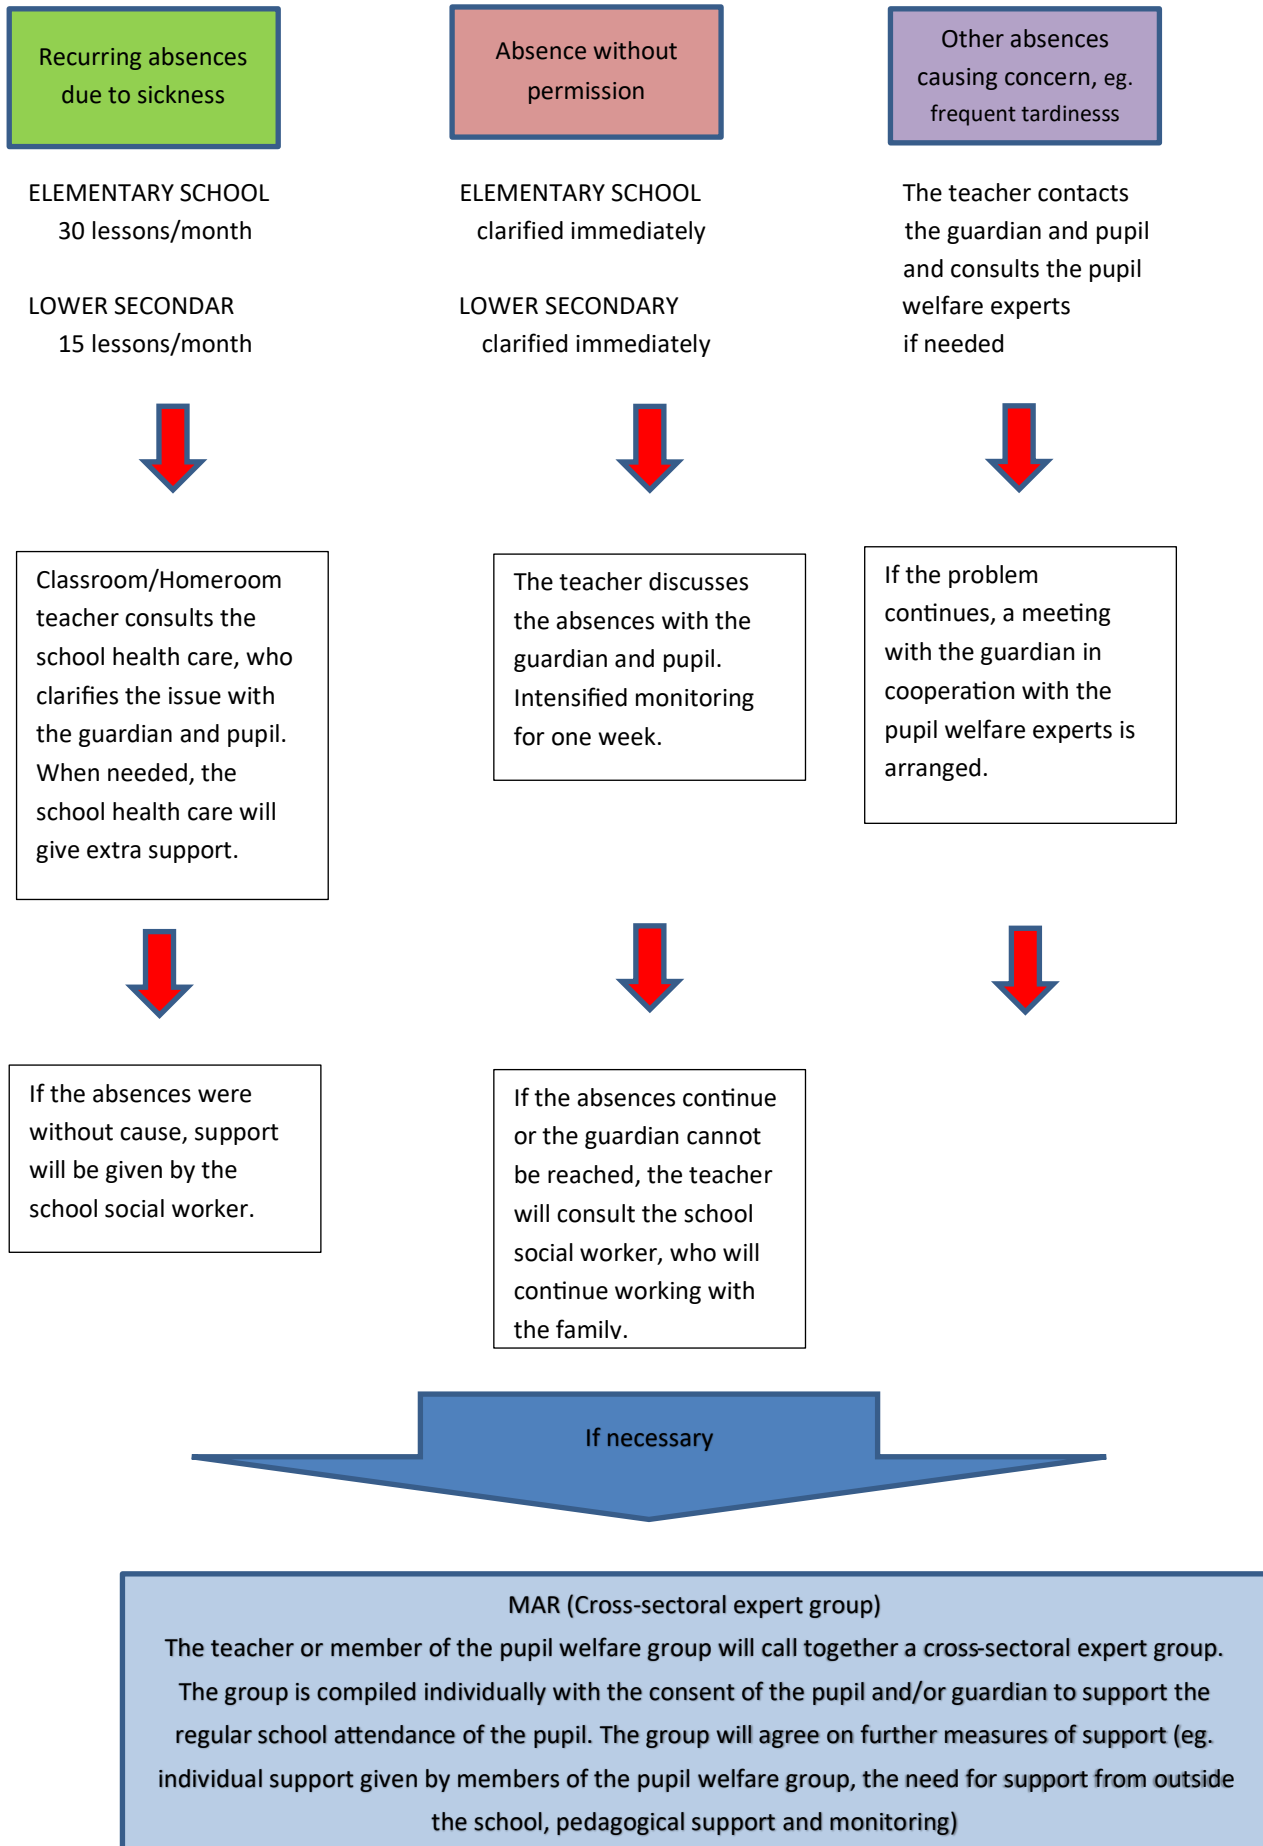 Recurring absences
due to sickness
Absence without
permission
Other absences
causing concern, eg.
frequent tardinesss
ELEMENTARY SCHOOL
30 lessons/month
LOWER SECONDAR
15 lessons/month
ELEMENTARY SCHOOL
clarified immediately
LOWER SECONDARY
clarified immediately
The teacher contacts
the guardian and pupil
and consults the pupil
welfare experts
if needed
Classroom/Homeroom
teacher consults the
school health care, who
clarifies the issue with
the guardian and pupil.
When needed, the
school health care will
give extra support.
The teacher discusses
the absences with the
guardian and pupil.
Intensified monitoring
for one week.
If the problem
continues, a meeting
with the guardian in
cooperation with the
pupil welfare experts is
arranged.
If the absences were
without cause, support
will be given by the
school social worker.
If the absences continue
or the guardian cannot
be reached, the teacher
will consult the school
social worker, who will
continue working with
the family.
If necessary
MAR (Cross-sectoral expert group)
The teacher or member of the pupil welfare group will call together a cross-sectoral expert group.
The group is compiled individually with the consent of the pupil and/or guardian to support the
regular school attendance of the pupil. The group will agree on further measures of support (eg.
individual support given by members of the pupil welfare group, the need for support from outside
the school, pedagogical support and monitoring)